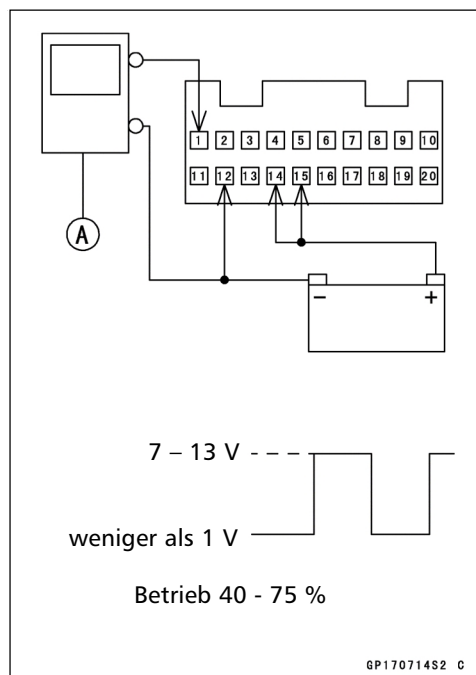 1 2 3 4 5 6 7 8 9 10
11 12 13 14 15 16 17 18 19 20
A
− +
7 – 13 V
weniger als 1 V
Betrieb 40 - 75 %
GP170714S2 C